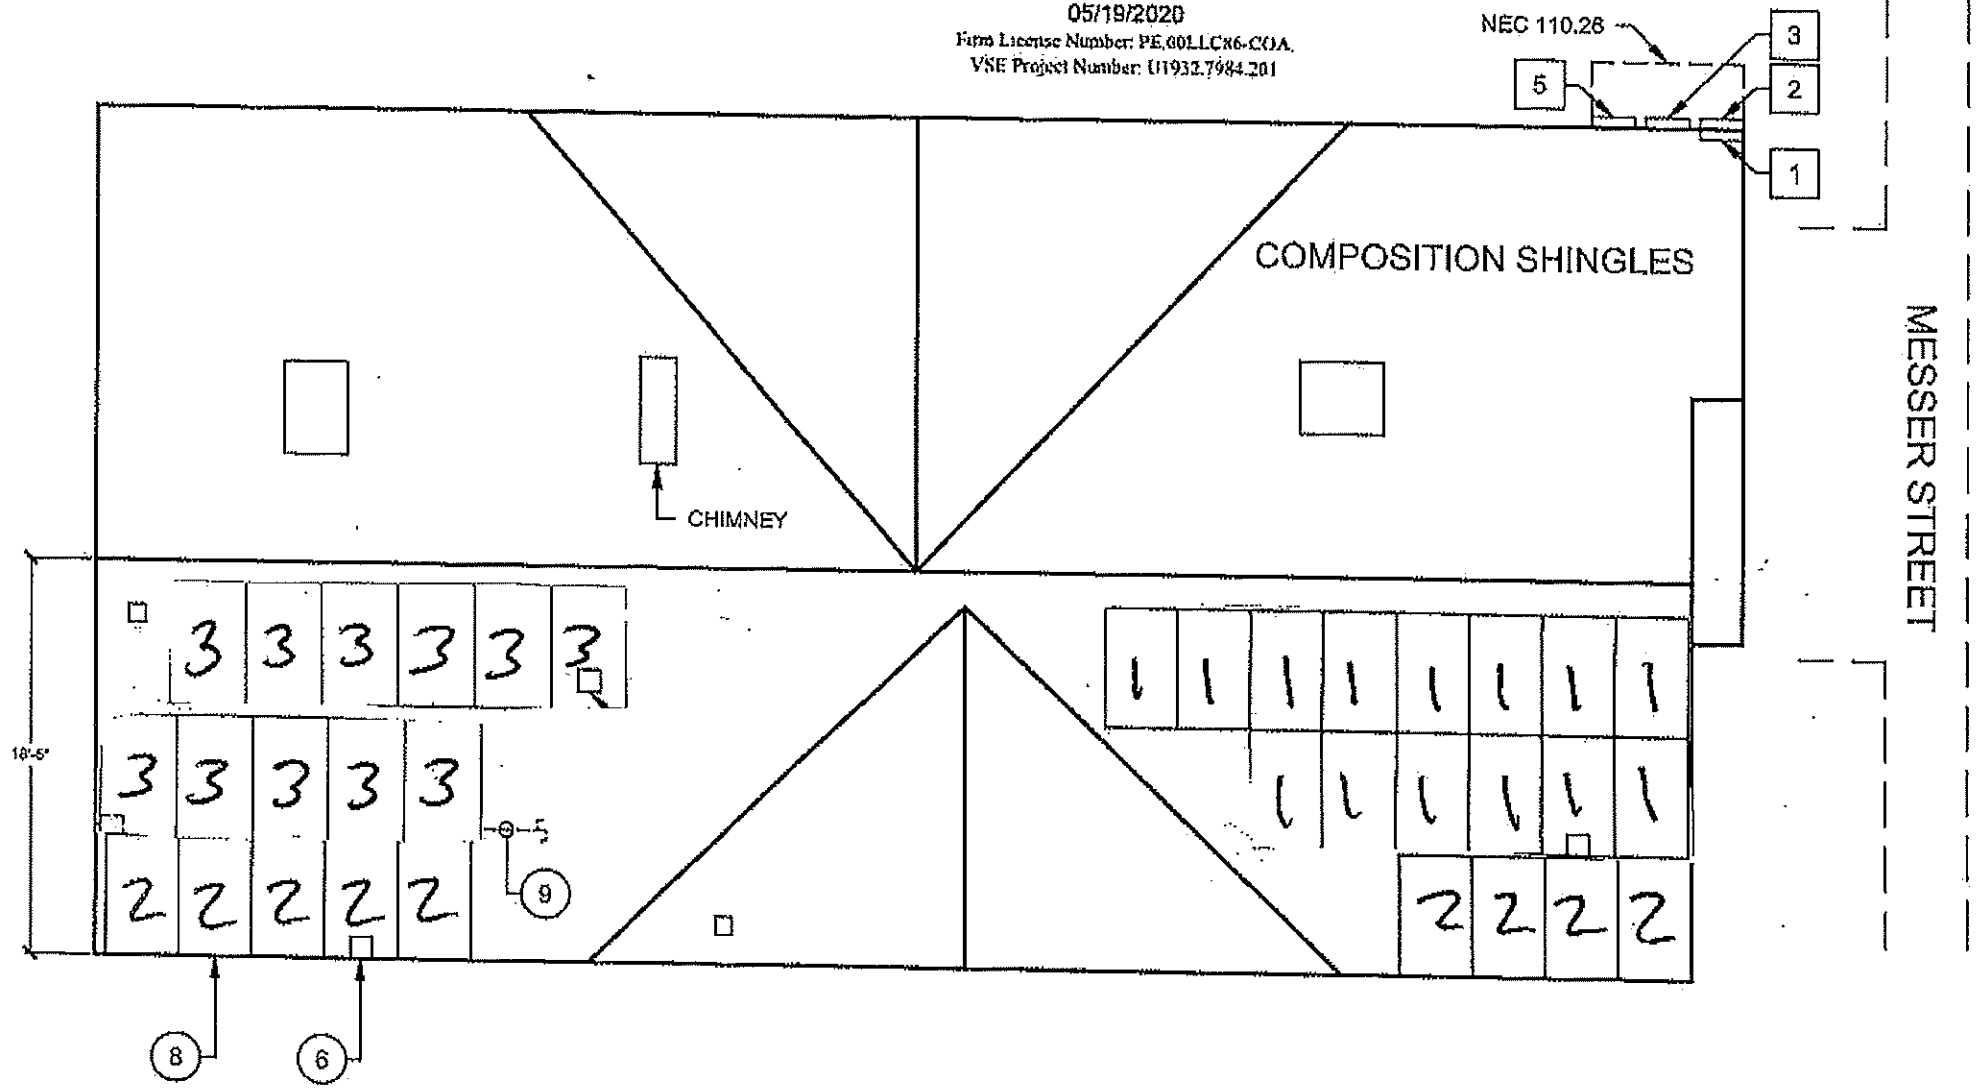 05/19/2020
Firm License Number: PE.00LLC86-COA.
VSE Project Number: U1932.7984.201
NEC 110.26
3
5
2
1
COMPOSITION SHINGLES
MESSER STREET
CHIMNEY
18'-5"
3 3 3 3 3 3
1 1 1 1 1 1 1 1
3 3 3 3 3
1 1 1 1 1 1
2 2 2 2 2
9
2 2 2 2
8
6